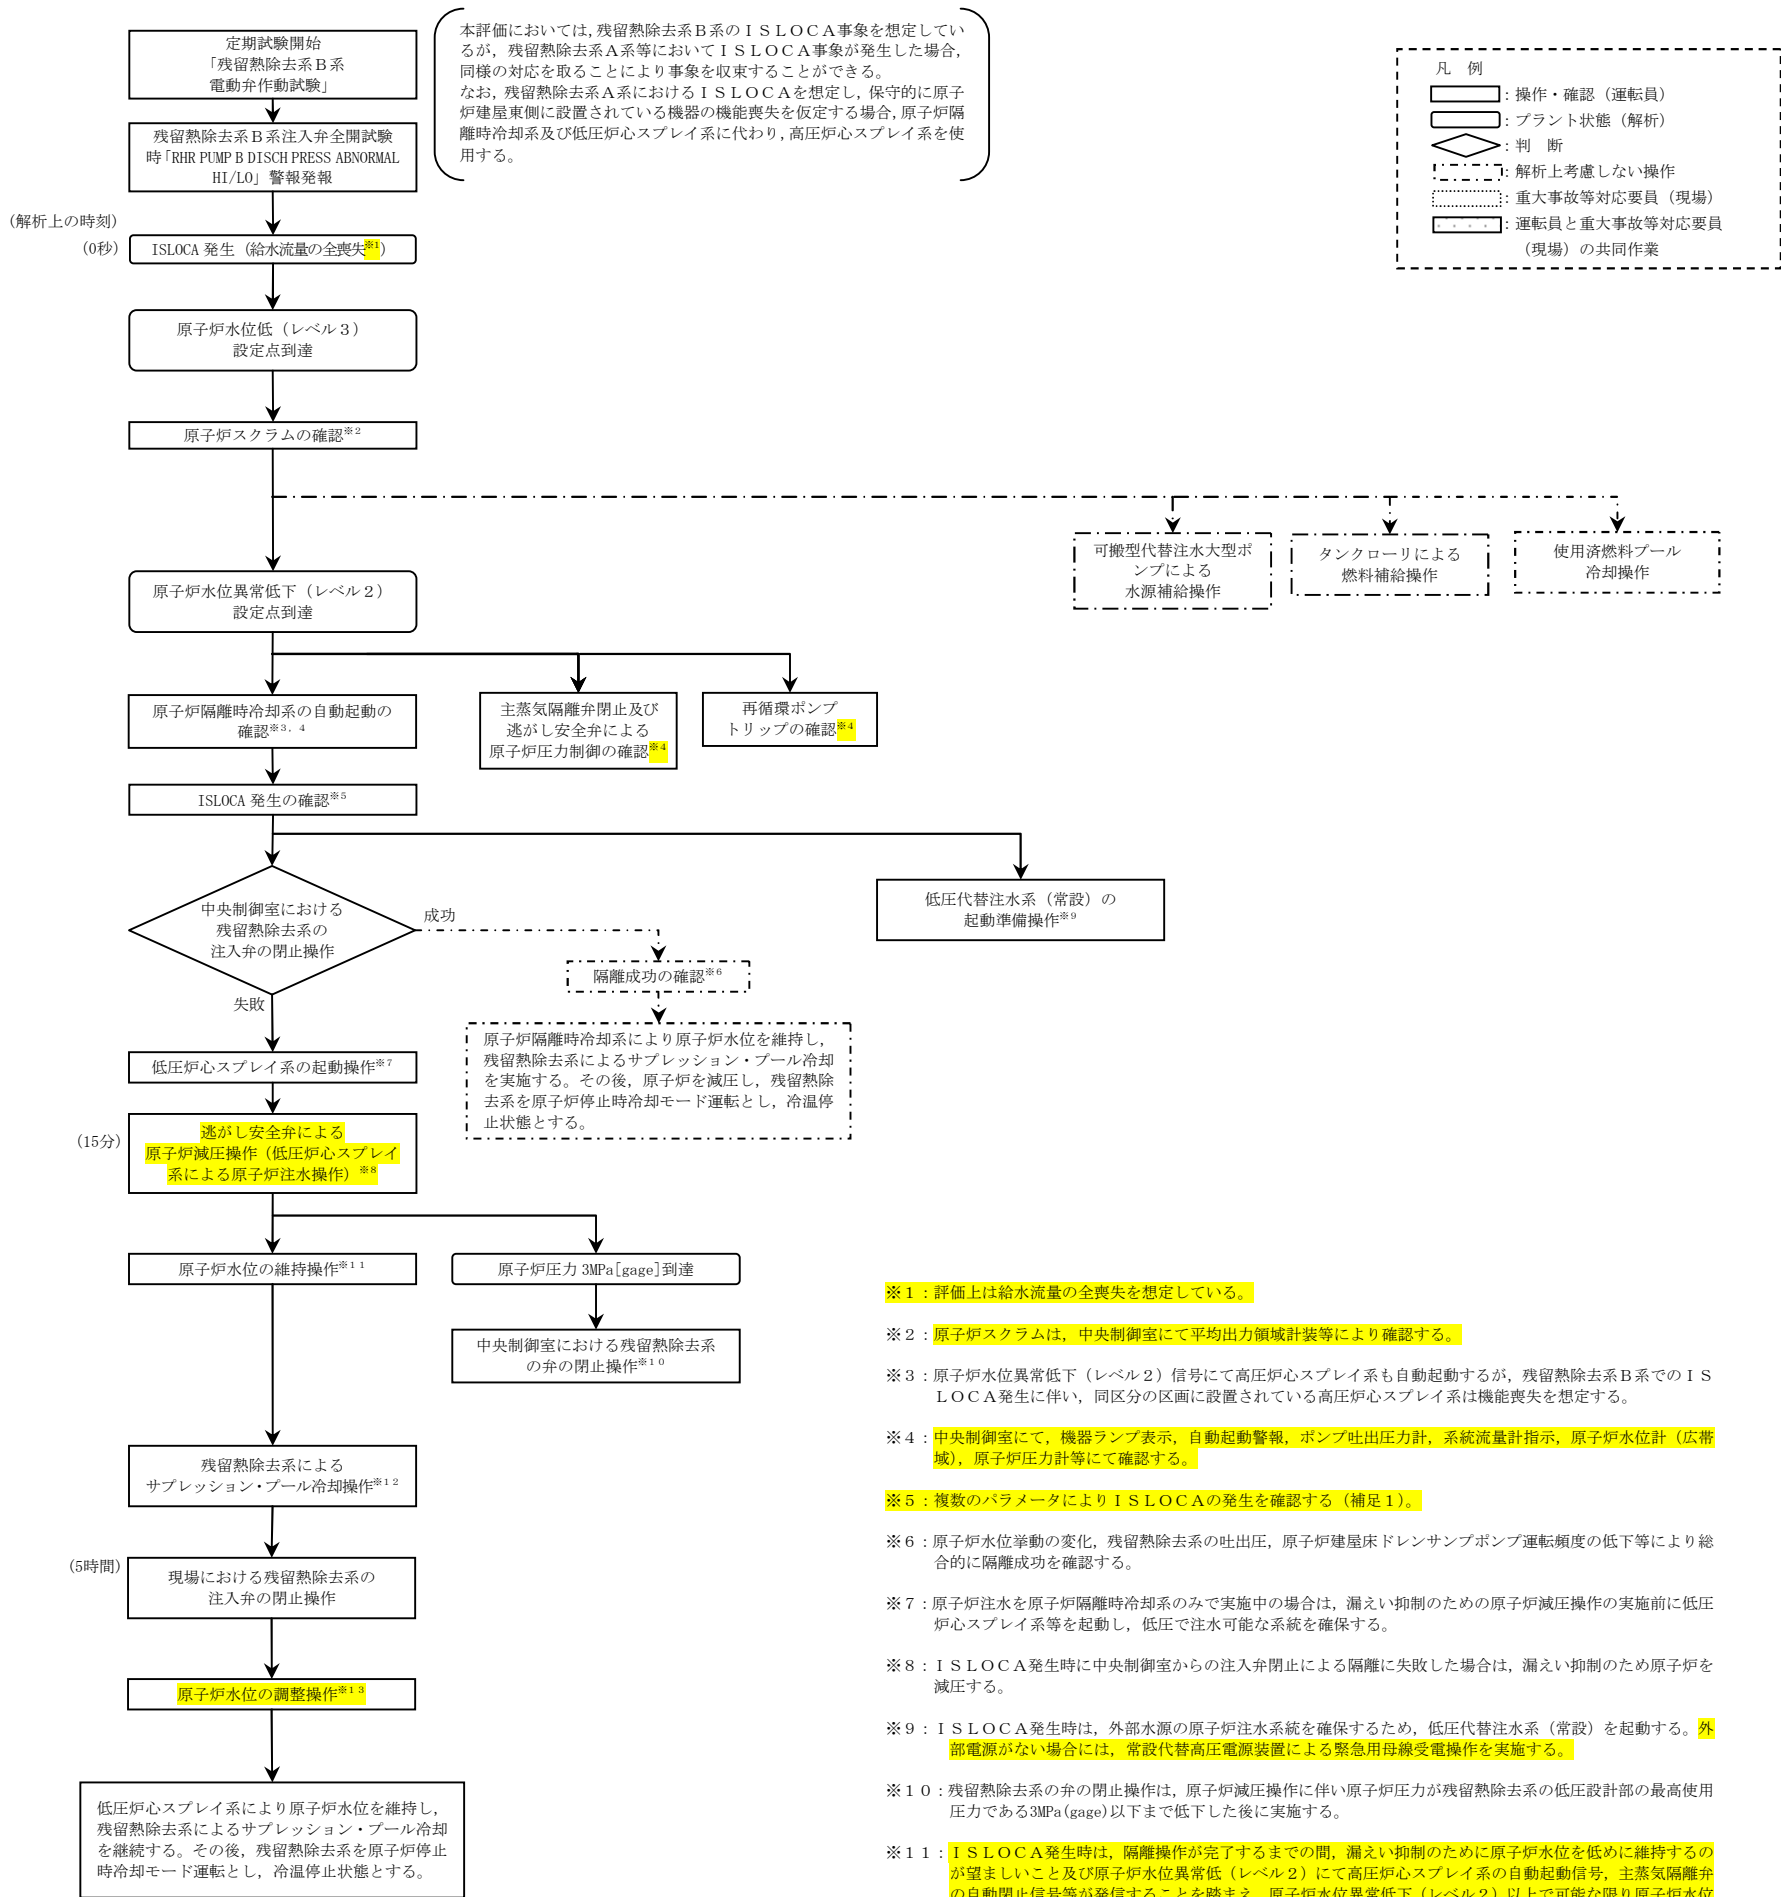 定期試験開始
「残留熱除去系Ｂ系
電動弁作動試験」
本評価においては，残留熱除去系Ｂ系のＩＳＬＯＣＡ事象を想定してい
るが，残留熱除去系Ａ系等においてＩＳＬＯＣＡ事象が発生した場合，
同様の対応を取ることにより事象を収束することができる。
なお，残留熱除去系Ａ系におけるＩＳＬＯＣＡを想定し，保守的に原子
炉建屋東側に設置されている機器の機能喪失を仮定する場合，原子炉隔
離時冷却系及び低圧炉心スプレイ系に代わり，高圧炉心スプレイ系を使
用する。
凡　例
：操作・確認（運転員）
：プラント状態（解析）
：判　断
：解析上考慮しない操作
：重大事故等対応要員（現場）
：運転員と重大事故等対応要員
（現場）の共同作業
残留熱除去系Ｂ系注入弁全開試験
時「RHR PUMP B DISCH PRESS ABNORMAL
HI/LO」警報発報
（解析上の時刻）
（0秒）
ISLOCA 発生（給水流量の全喪失※1）
原子炉水位低（レベル３）
設定点到達
原子炉スクラムの確認※２
可搬型代替注水大型ポ
ンプによる
水源補給操作
タンクローリによる
燃料補給操作
使用済燃料プール
冷却操作
原子炉水位異常低下（レベル２）
設定点到達
原子炉隔離時冷却系の自動起動の
確認※３，４
主蒸気隔離弁閉止及び
逃がし安全弁による
原子炉圧力制御の確認※４
再循環ポンプ
トリップの確認※４
ISLOCA 発生の確認※５
中央制御室における
残留熱除去系の
注入弁の閉止操作
成功
失敗
低圧代替注水系（常設）の
起動準備操作※９
隔離成功の確認※６
原子炉隔離時冷却系により原子炉水位を維持し，
残留熱除去系によるサプレッション・プール冷却
を実施する。その後，原子炉を減圧し，残留熱除
去系を原子炉停止時冷却モード運転とし，冷温停
止状態とする。
低圧炉心スプレイ系の起動操作※７
（15分）
逃がし安全弁による
原子炉減圧操作（低圧炉心スプレイ
系による原子炉注水操作）※８
原子炉水位の維持操作※１１
原子炉圧力 3MPa[gage]到達
中央制御室における残留熱除去系
の弁の閉止操作※１０
残留熱除去系による
サプレッション・プール冷却操作※１２
（5時間）
現場における残留熱除去系の
注入弁の閉止操作
原子炉水位の調整操作※１３
低圧炉心スプレイ系により原子炉水位を維持し，
残留熱除去系によるサプレッション・プール冷却
を継続する。その後，残留熱除去系を原子炉停止
時冷却モード運転とし，冷温停止状態とする。
※１：評価上は給水流量の全喪失を想定している。
※２：原子炉スクラムは，中央制御室にて平均出力領域計装等により確認する。
※３：原子炉水位異常低下（レベル２）信号にて高圧炉心スプレイ系も自動起動するが，残留熱除去系Ｂ系でのＩＳ
ＬＯＣＡ発生に伴い，同区分の区画に設置されている高圧炉心スプレイ系は機能喪失を想定する。
※４：中央制御室にて，機器ランプ表示，自動起動警報，ポンプ吐出圧力計，系統流量計指示，原子炉水位計（広帯
域），原子炉圧力計等にて確認する。
※５：複数のパラメータによりＩＳＬＯＣＡの発生を確認する（補足１）。
※６：原子炉水位挙動の変化，残留熱除去系の吐出圧，原子炉建屋床ドレンサンプポンプ運転頻度の低下等により総
合的に隔離成功を確認する。
※７：原子炉注水を原子炉隔離時冷却系のみで実施中の場合は，漏えい抑制のための原子炉減圧操作の実施前に低圧
炉心スプレイ系等を起動し，低圧で注水可能な系統を確保する。
※８：ＩＳＬＯＣＡ発生時に中央制御室からの注入弁閉止による隔離に失敗した場合は，漏えい抑制のため原子炉を
減圧する。
※９：ＩＳＬＯＣＡ発生時は，外部水源の原子炉注水系統を確保するため，低圧代替注水系（常設）を起動する。外
部電源がない場合には，常設代替高圧電源装置による緊急用母線受電操作を実施する。
※１０：残留熱除去系の弁の閉止操作は，原子炉減圧操作に伴い原子炉圧力が残留熱除去系の低圧設計部の最高使用
圧力である3MPa(gage)以下まで低下した後に実施する。
※１１：ＩＳＬＯＣＡ発生時は，隔離操作が完了するまでの間，漏えい抑制のために原子炉水位を低めに維持するの
が望ましいこと及び原子炉水位異常低（レベル２）にて高圧炉心スプレイ系の自動起動信号，主蒸気隔離弁
の自動閉止信号等が発信することを踏まえ，原子炉水位異常低下（レベル２）以上で可能な限り原子炉水位